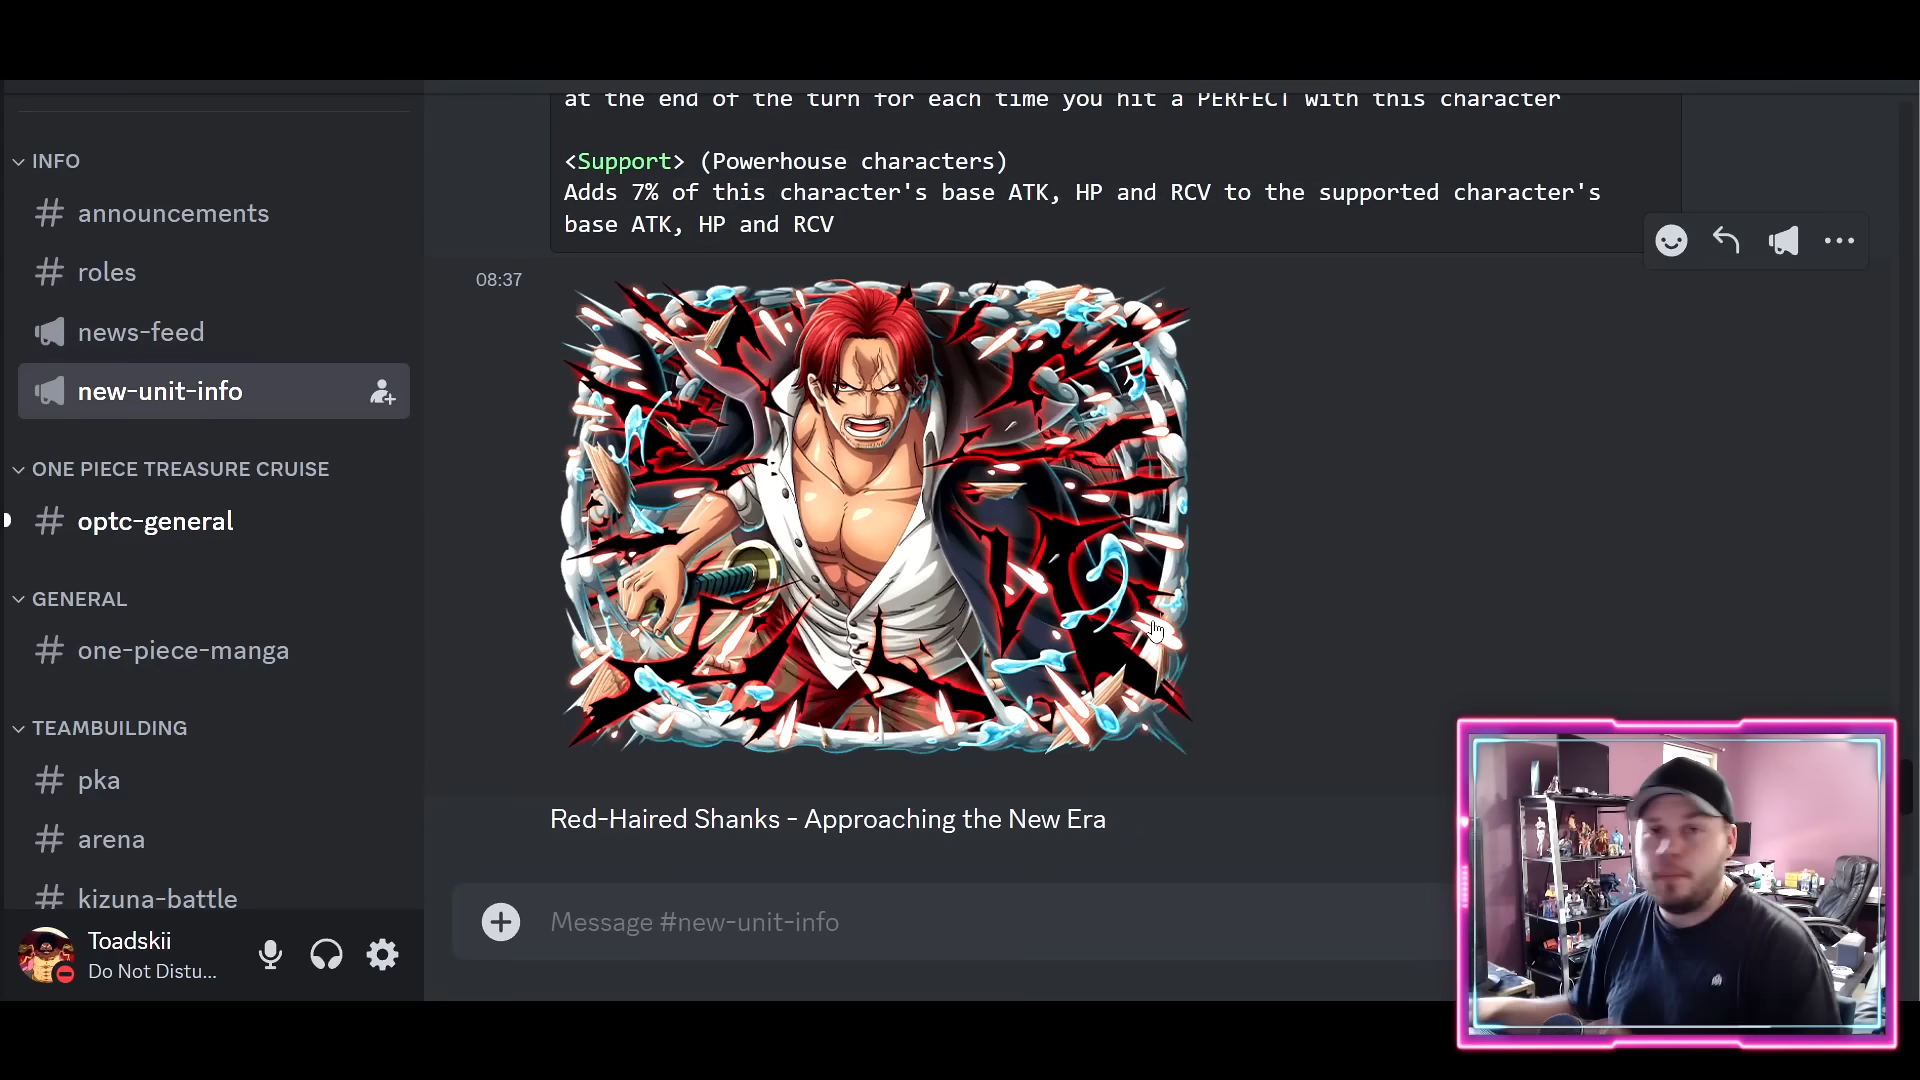 INFO
announcements
roles
news-feed
new-unit-info
ONE PIECE TREASURE CRUISE
optc-general
GENERAL
one-piece-manga
TEAMBUILDING
pka
arena
kizuna-battle
Toadskii
Do Not Distu...
at the end of the turn for each time you hit a PERFECT with this character
<Support> (Powerhouse characters)
Adds 7% of this character's base ATK, HP and RCV to the supported character's
base ATK, HP and RCV
08:37
Red-Haired Shanks - Approaching the New Era
Message #new-unit-info